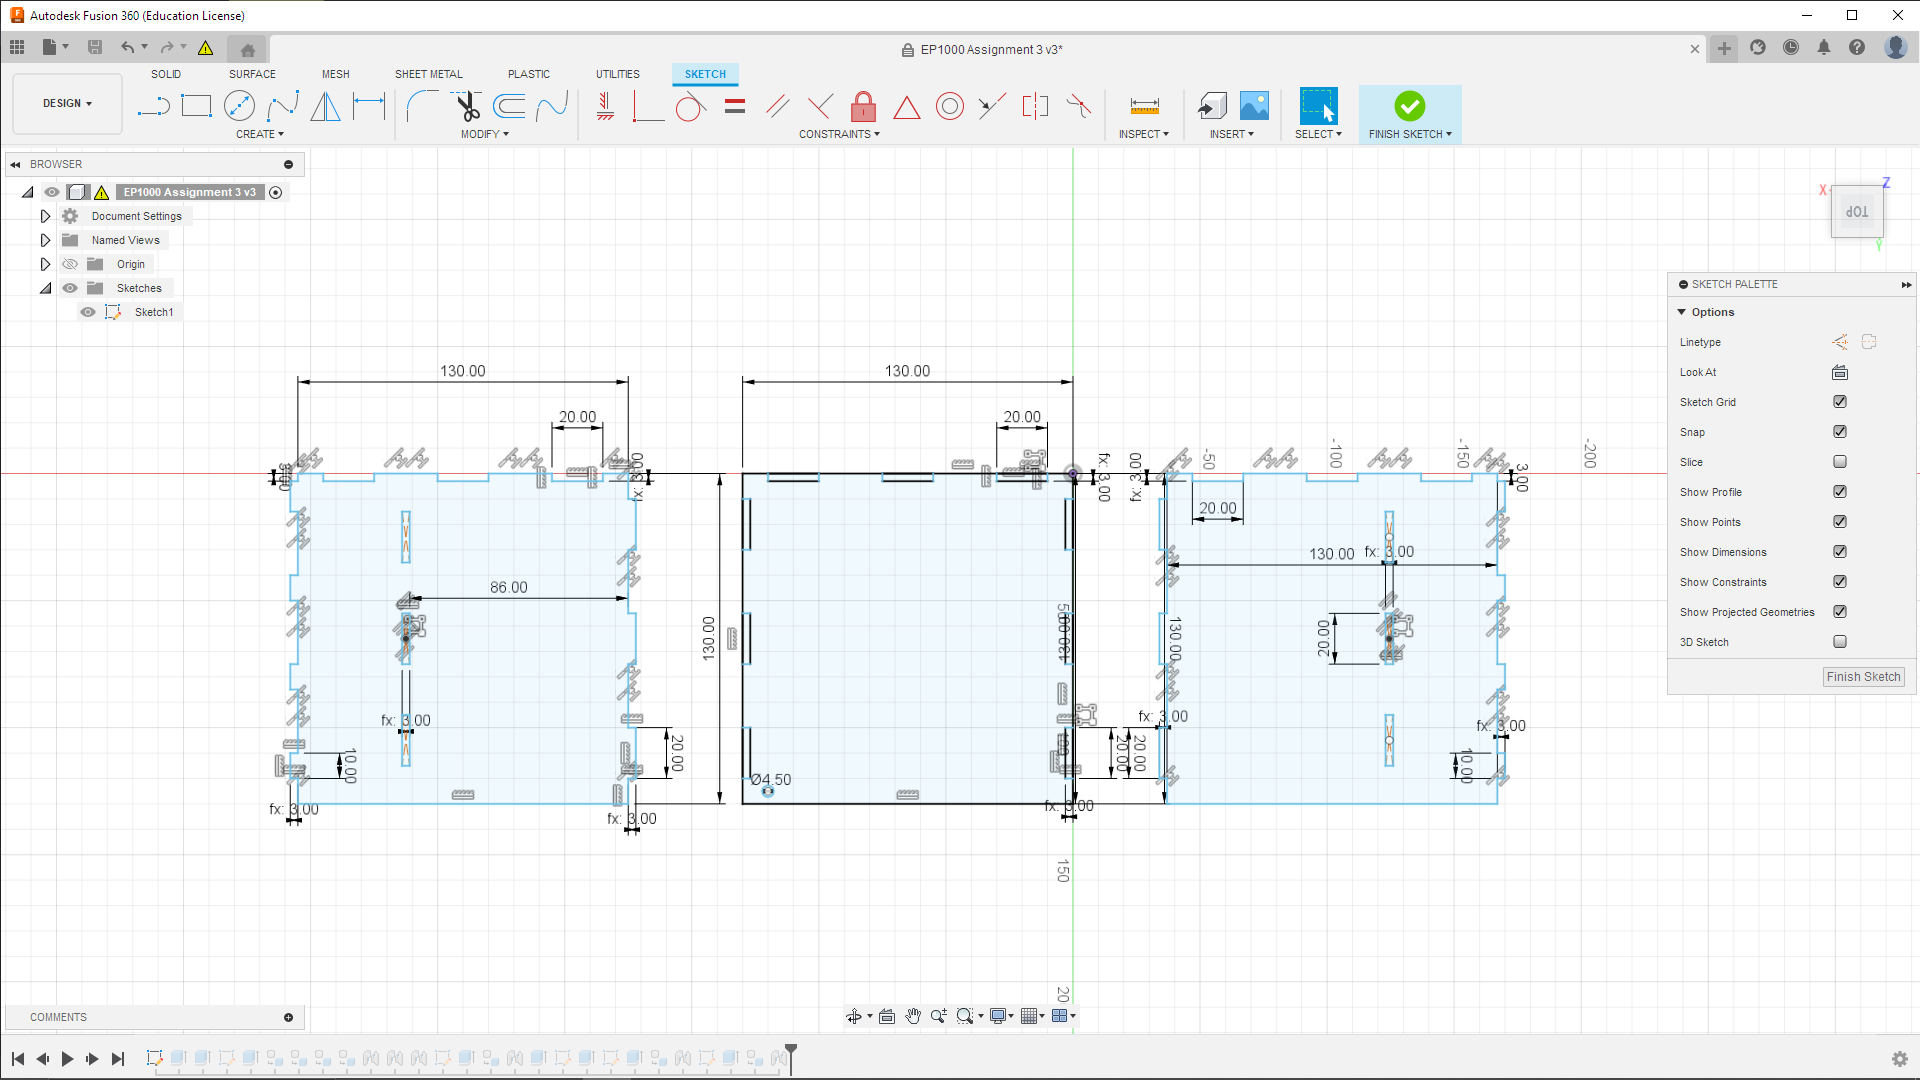 Autodesk Fusion 360 (Education License)
EP1000 Assignment 3 v3*
SOLID SURFACE MESH SHEET METAL PLASTIC UTILITIES SKETCH
DESIGN
CREATE MODIFY CONSTRAINTS INSPECT INSERT SELECT FINISH SKETCH
BROWSER
EP1000 Assignment 3 v3
Document Settings
Named Views
Origin
Sketches
Sketch1
X
Z
TOP
Y
SKETCH PALETTE
Options
Linetype
Look At
Sketch Grid
Snap
Slice
Show Profile
Show Points
Show Dimensions
Show Constraints
Show Projected Geometries
3D Sketch
Finish Sketch
130.00
130.00
20.00
20.00
3.00
fx: 3.00
fx: 3.00
fx: 3.00
-50
-100
-150
-200
3.00
20.00
130.00
fx: 3.00
86.00
130.00
130.00
130.00
20.00
fx: 3.00
fx: 3.00
fx: 3.00
10.00
20.00
Ø4.50
20.00
20.00
10.00
fx: 3.00
fx: 3.00
fx: 3.00
150
20
COMMENTS